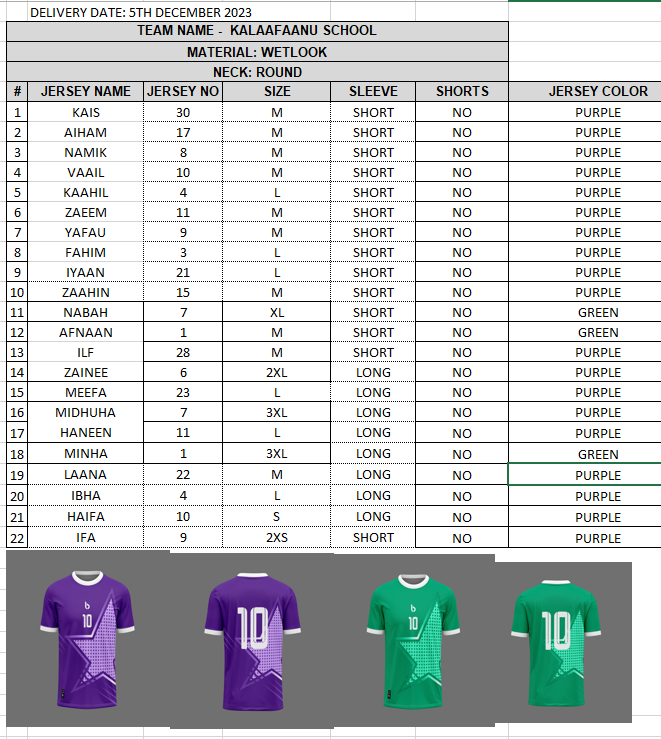 DELIVERY DATE: 5TH DECEMBER 2023
TEAM NAME - KALAAFAANU SCHOOL
MATERIAL: WETLOOK
NECK: ROUND
# JERSEY NAME JERSEY NO SIZE SLEEVE SHORTS JERSEY COLOR
1 KAIS 30 M SHORT NO PURPLE
2 AIHAM 17 M SHORT NO PURPLE
3 NAMIK 8 M SHORT NO PURPLE
4 VAAIL 10 M SHORT NO PURPLE
5 KAAHIL 4 L SHORT NO PURPLE
6 ZAEEM 11 M SHORT NO PURPLE
7 YAFAU 9 M SHORT NO PURPLE
8 FAHIM 3 L SHORT NO PURPLE
9 IYAAN 21 L SHORT NO PURPLE
10 ZAAHIN 15 M SHORT NO PURPLE
11 NABAH 7 XL SHORT NO GREEN
12 AFNAAN 1 M SHORT NO GREEN
13 ILF 28 M SHORT NO PURPLE
14 ZAINEE 6 2XL LONG NO PURPLE
15 MEEFA 23 L LONG NO PURPLE
16 MIDHUHA 7 3XL LONG NO PURPLE
17 HANEEN 11 L LONG NO PURPLE
18 MINHA 1 3XL LONG NO GREEN
19 LAANA 22 M LONG NO PURPLE
20 IBHA 4 L LONG NO PURPLE
21 HAIFA 10 S LONG NO PURPLE
22 IFA 9 2XS SHORT NO PURPLE
b b
10 10 10 10